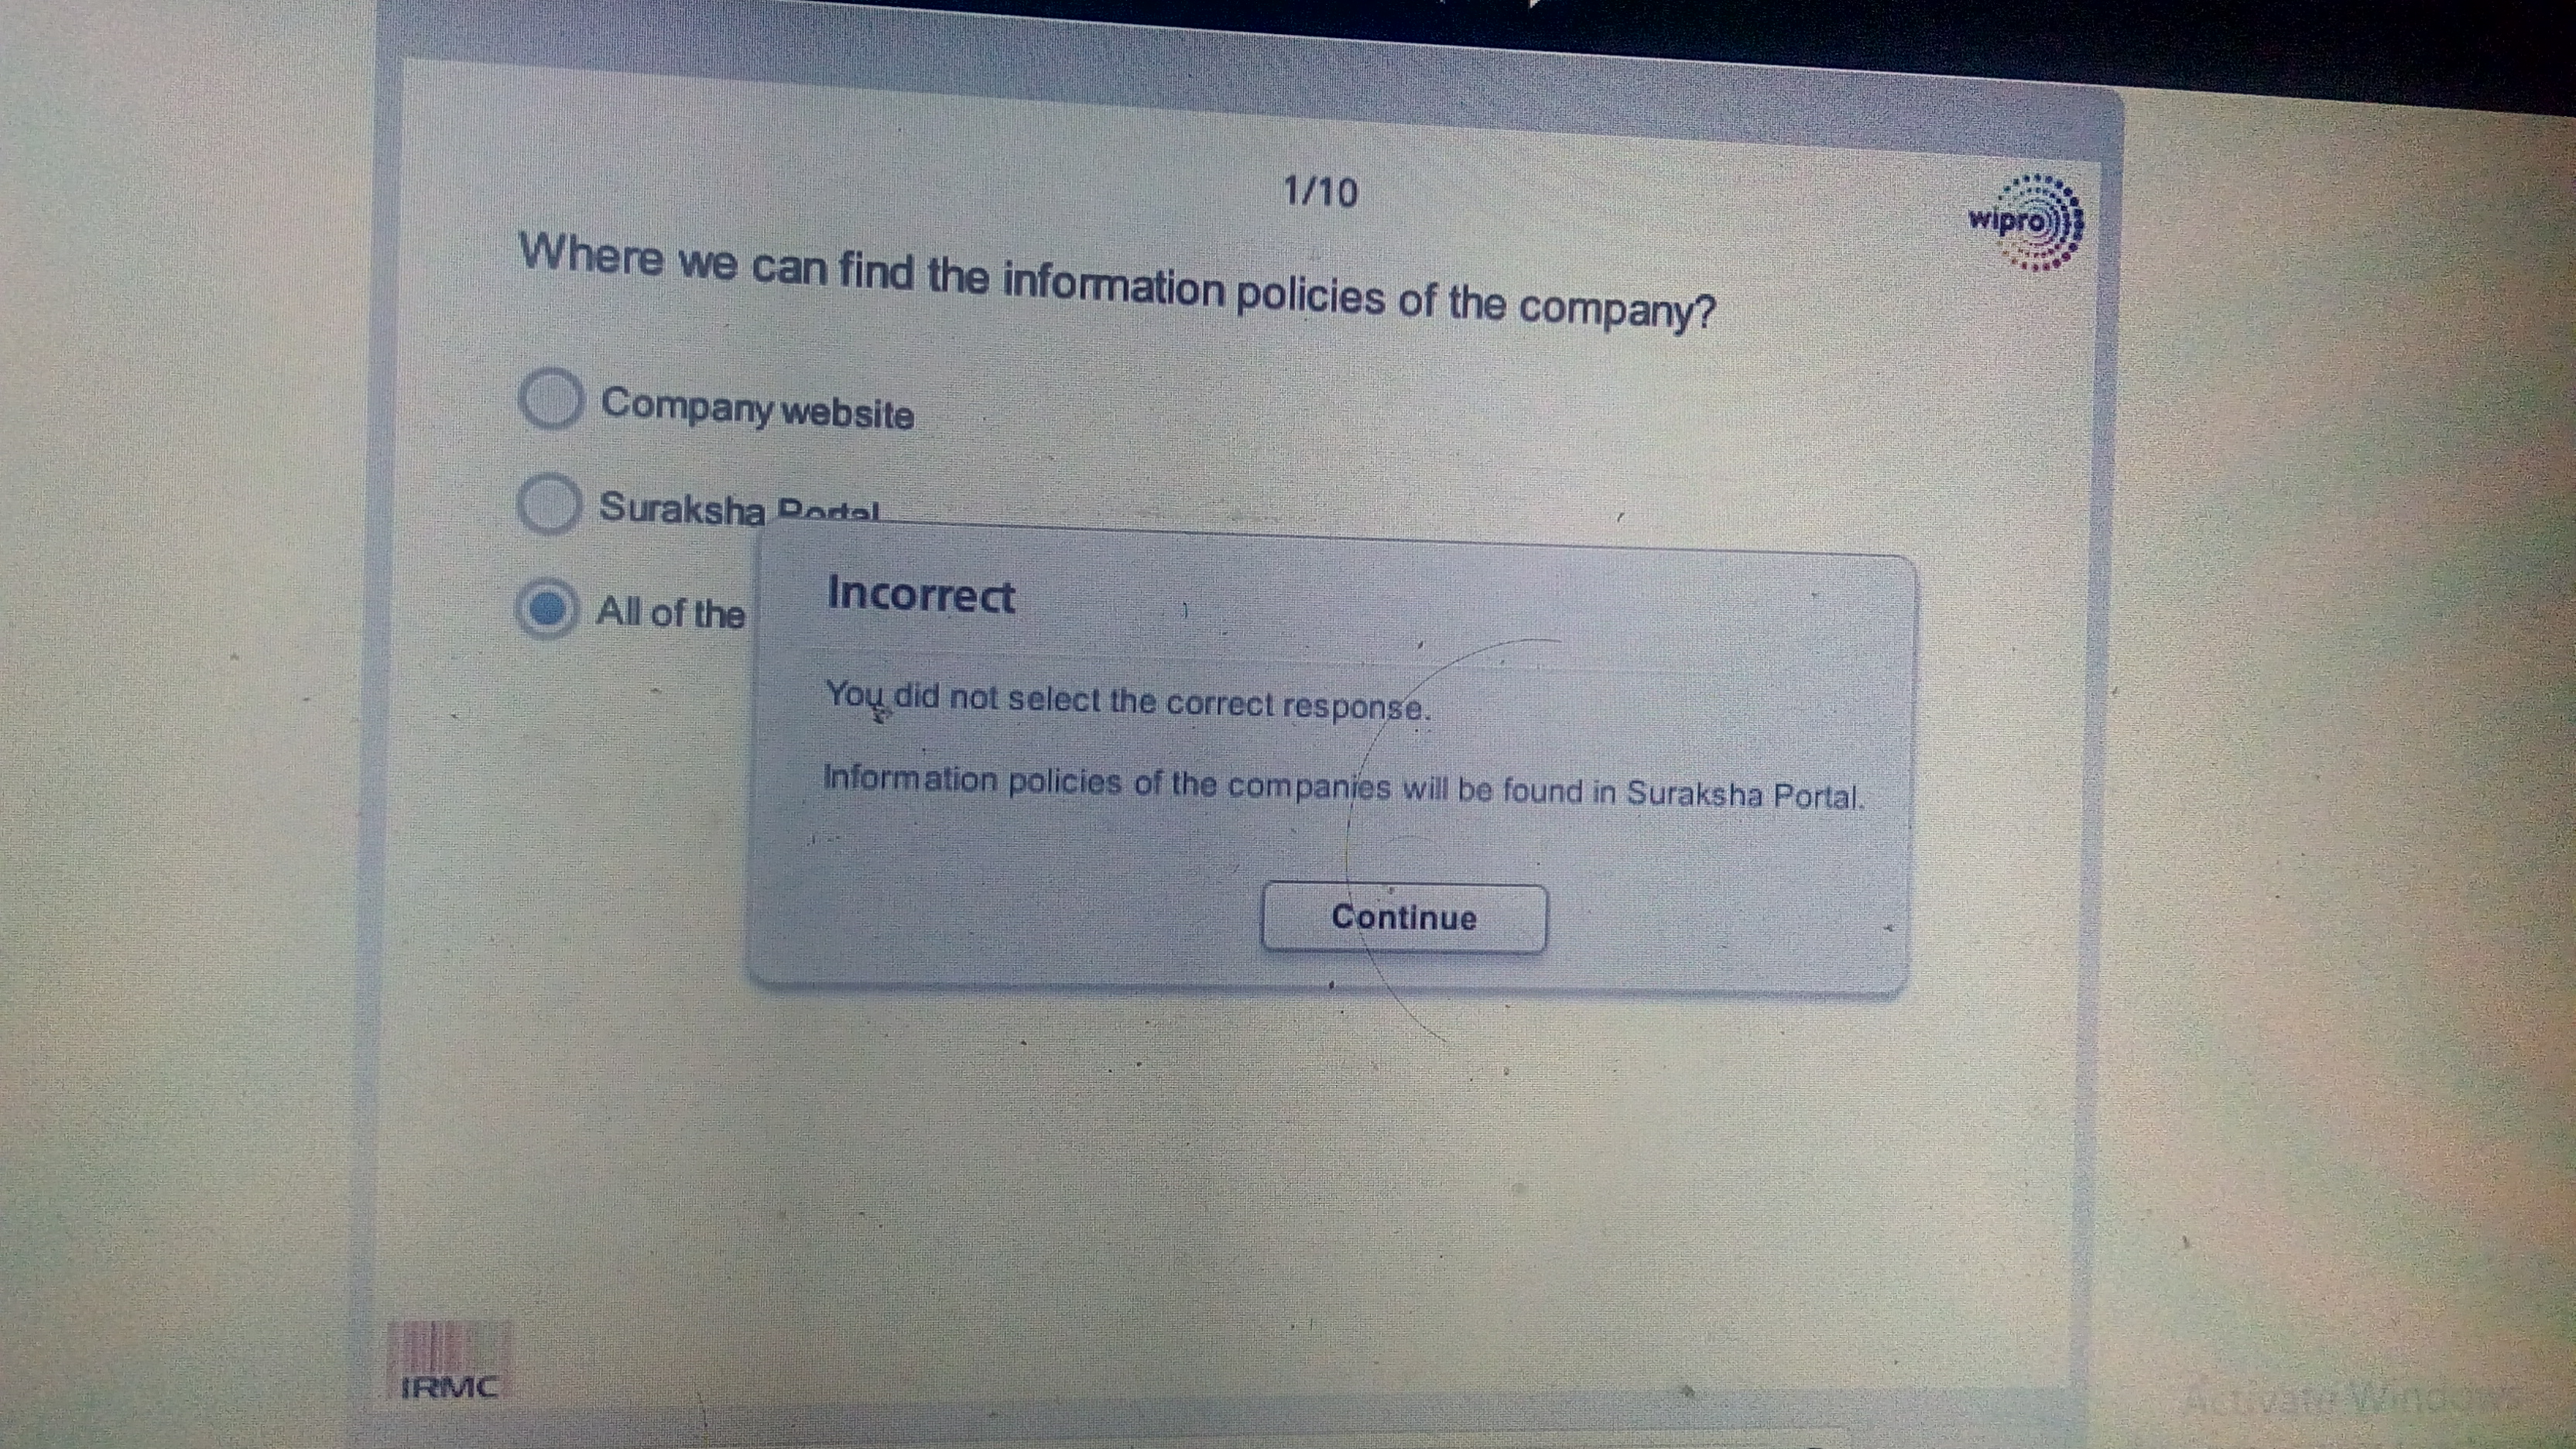 1/10
wipro
Where we can find the information policies of the company?
Company website
Suraksha Portal
All of the
Incorrect
You did not select the correct response.
Information policies of the companies will be found in Suraksha Portal.
Continue
IRMC
Activate Windows